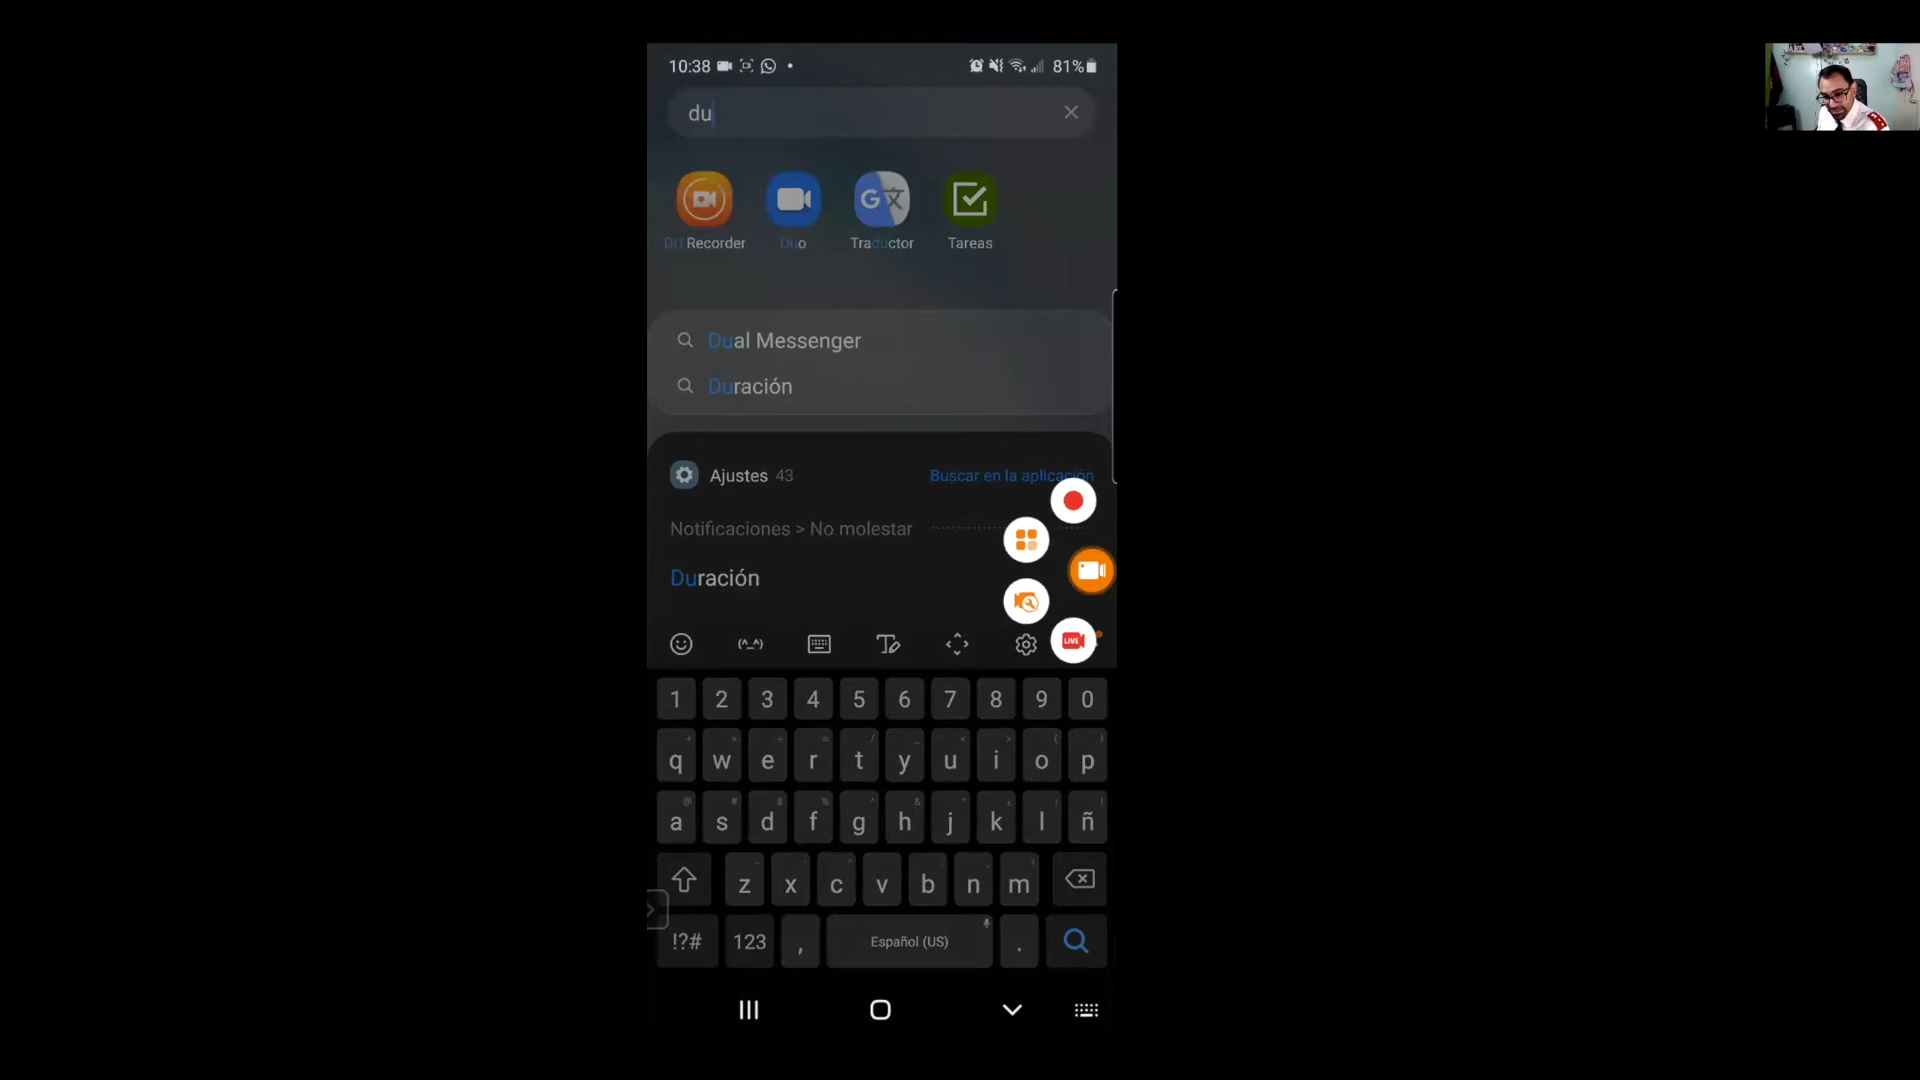 10:38 81%
du
DU Recorder Duo Traductor Tareas
Dual Messenger
Duración
Ajustes 43 Buscar en la aplicación
Notificaciones > No molestar
Duración
(^_^)
LIVE
1 2 3 4 5 6 7 8 9 0
q w e r t y u i o p
a s d f g h j k l ñ
z x c v b n m
!?# 123 , Español (US) .